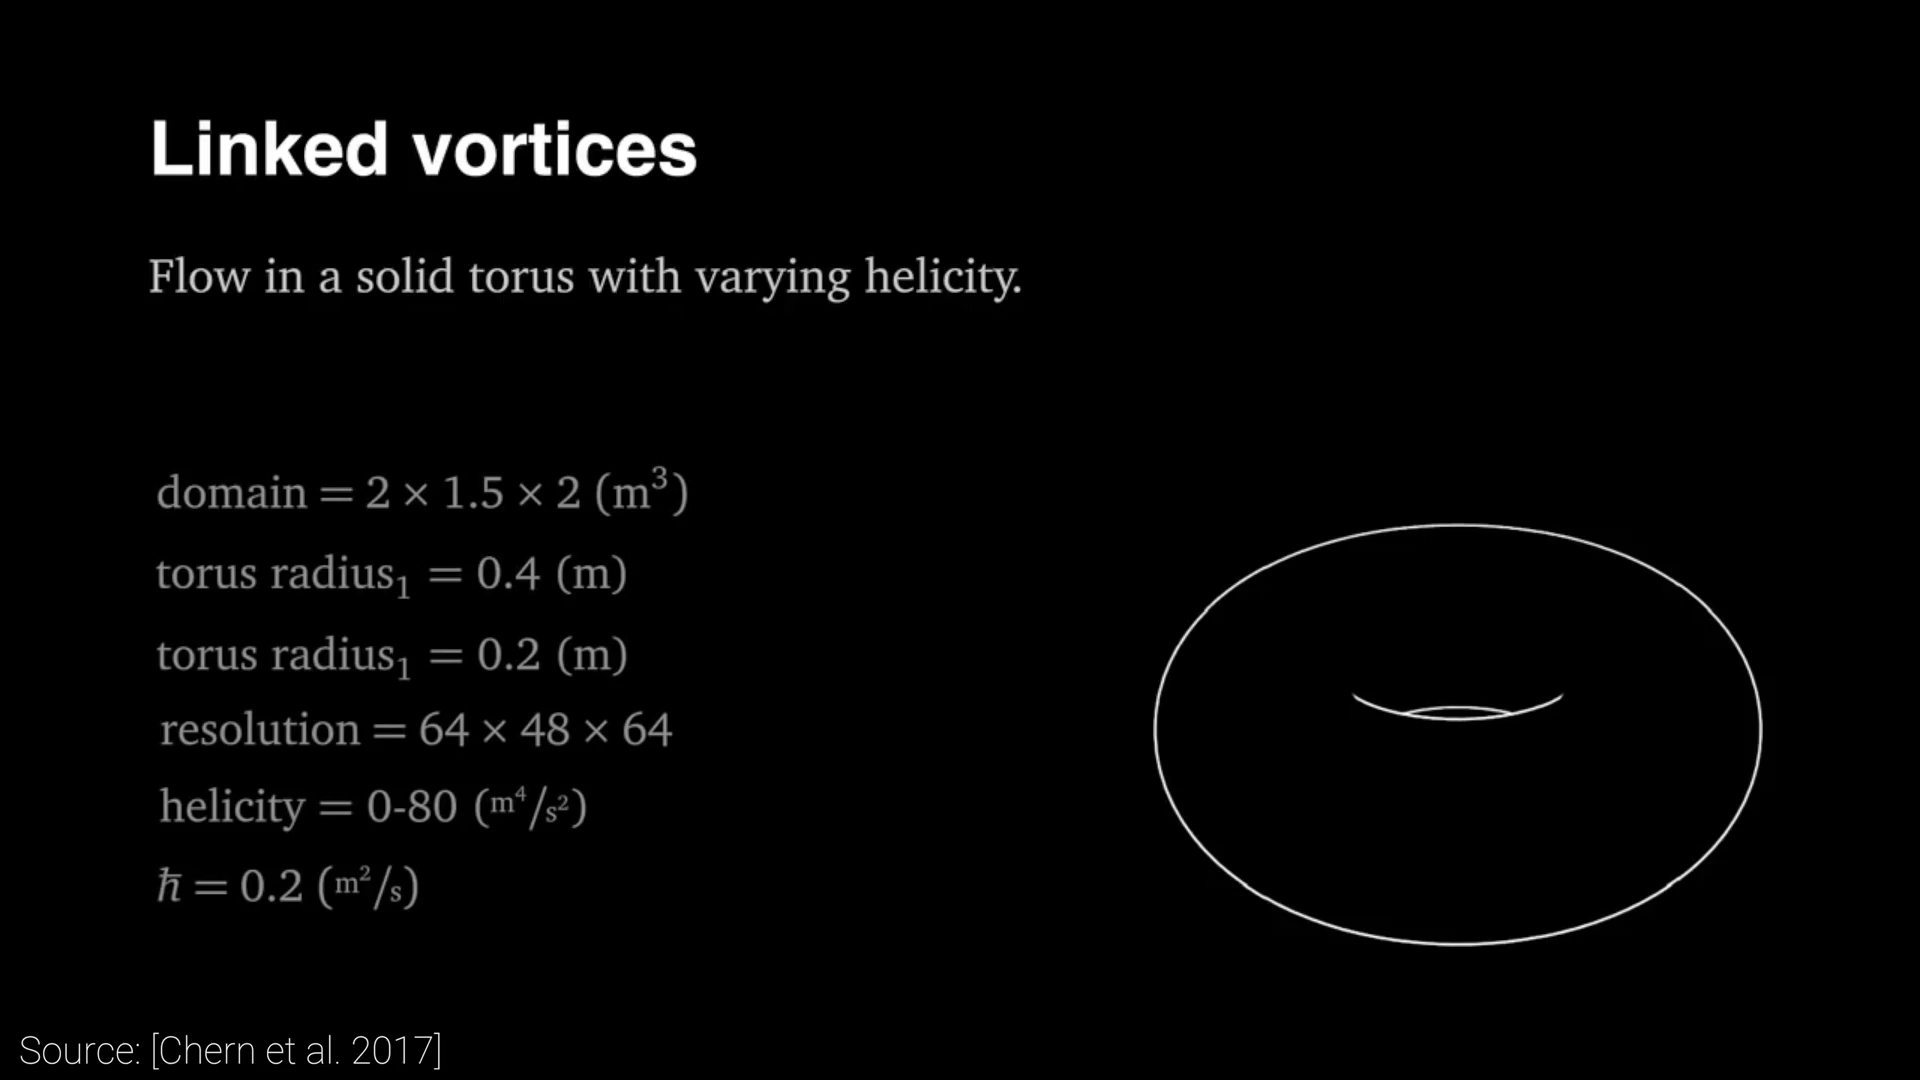 Linked vortices
Flow in a solid torus with varying helicity.
domain = 2 × 1.5 × 2 (m³)
torus radius₁ = 0.4 (m)
torus radius₁ = 0.2 (m)
resolution = 64 × 48 × 64
helicity = 0-80 (m⁴/s²)
ℏ = 0.2 (m²/s)
Source: [Chern et al. 2017]